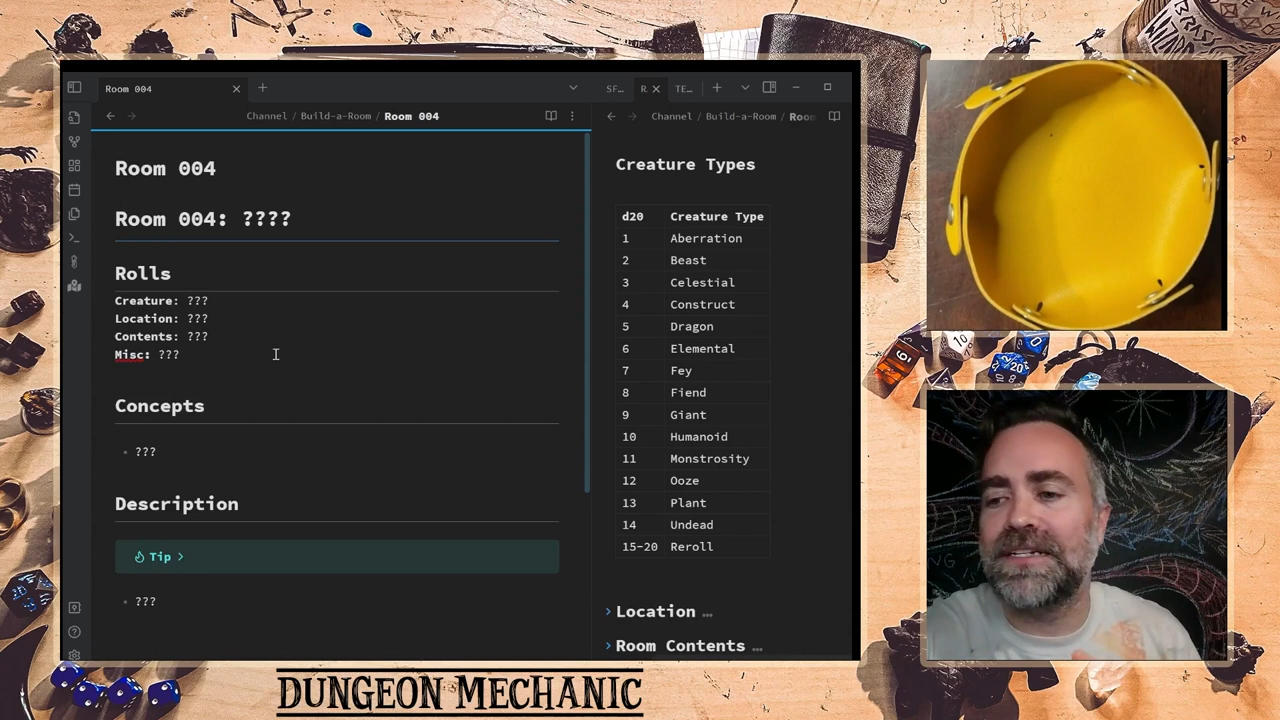 Room 004
SF...
R.
TE...
Channel / Build-a-Room / Room 004
Channel / Build-a-Room / Roo
Room 004
Room 004: ????
Rolls
Creature: ???
Location: ???
Contents: ???
Misc: ???
Concepts
???
Description
Tip
???
Creature Types
d20 Creature Type
1 Aberration
2 Beast
3 Celestial
4 Construct
5 Dragon
6 Elemental
7 Fey
8 Fiend
9 Giant
10 Humanoid
11 Monstrosity
12 Ooze
13 Plant
14 Undead
15-20 Reroll
Location ...
Room Contents ...
DUNGEON MECHANIC